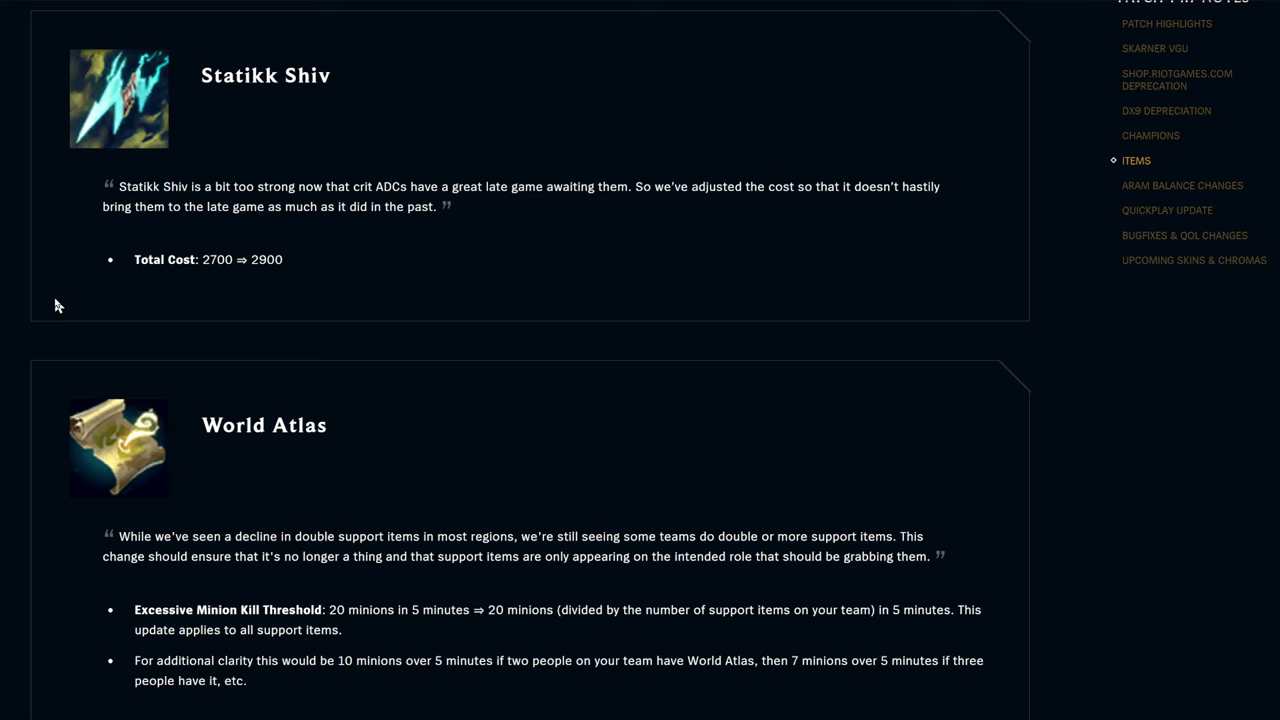 Statikk Shiv
“ Statikk Shiv is a bit too strong now that crit ADCs have a great late game awaiting them. So we’ve adjusted the cost so that it doesn’t hastily
bring them to the late game as much as it did in the past. ”
• Total Cost: 2700 ⇒ 2900
World Atlas
“ While we've seen a decline in double support items in most regions, we're still seeing some teams do double or more support items. This
change should ensure that it's no longer a thing and that support items are only appearing on the intended role that should be grabbing them. ”
• Excessive Minion Kill Threshold: 20 minions in 5 minutes ⇒ 20 minions (divided by the number of support items on your team) in 5 minutes. This
update applies to all support items.
• For additional clarity this would be 10 minions over 5 minutes if two people on your team have World Atlas, then 7 minions over 5 minutes if three
people have it, etc.
PATCH HIGHLIGHTS
SKARNER VGU
SHOP.RIOTGAMES.COM
DEPRECATION
DX9 DEPRECIATION
CHAMPIONS
ITEMS
ARAM BALANCE CHANGES
QUICKPLAY UPDATE
BUGFIXES & QOL CHANGES
UPCOMING SKINS & CHROMAS